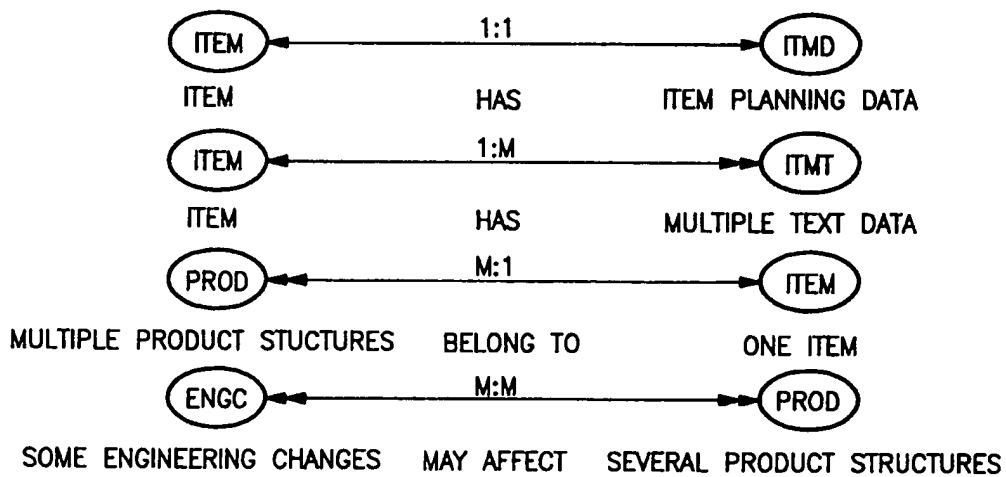 ITEM 1:1 ITMD
ITEM HAS ITEM PLANNING DATA
ITEM 1:M ITMT
ITEM HAS MULTIPLE TEXT DATA
PROD M:1 ITEM
MULTIPLE PRODUCT STUCTURES BELONG TO ONE ITEM
ENGC M:M PROD
SOME ENGINEERING CHANGES MAY AFFECT SEVERAL PRODUCT STRUCTURES